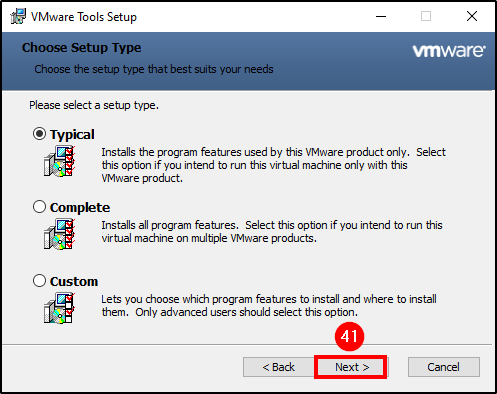 VMware Tools Setup
Choose Setup Type
vmware
Choose the setup type that best suits your needs
Please select a setup type.
Typical
Installs the program features used by this VMware product only. Select
this option if you intend to run this virtual machine only with this
VMware product.
Complete
Installs all program features. Select this option if you intend to run this
virtual machine on multiple VMware products.
Custom
Lets you choose which program features to install and where to install
them. Only advanced users should select this option.
41
< Back
Next >
Cancel